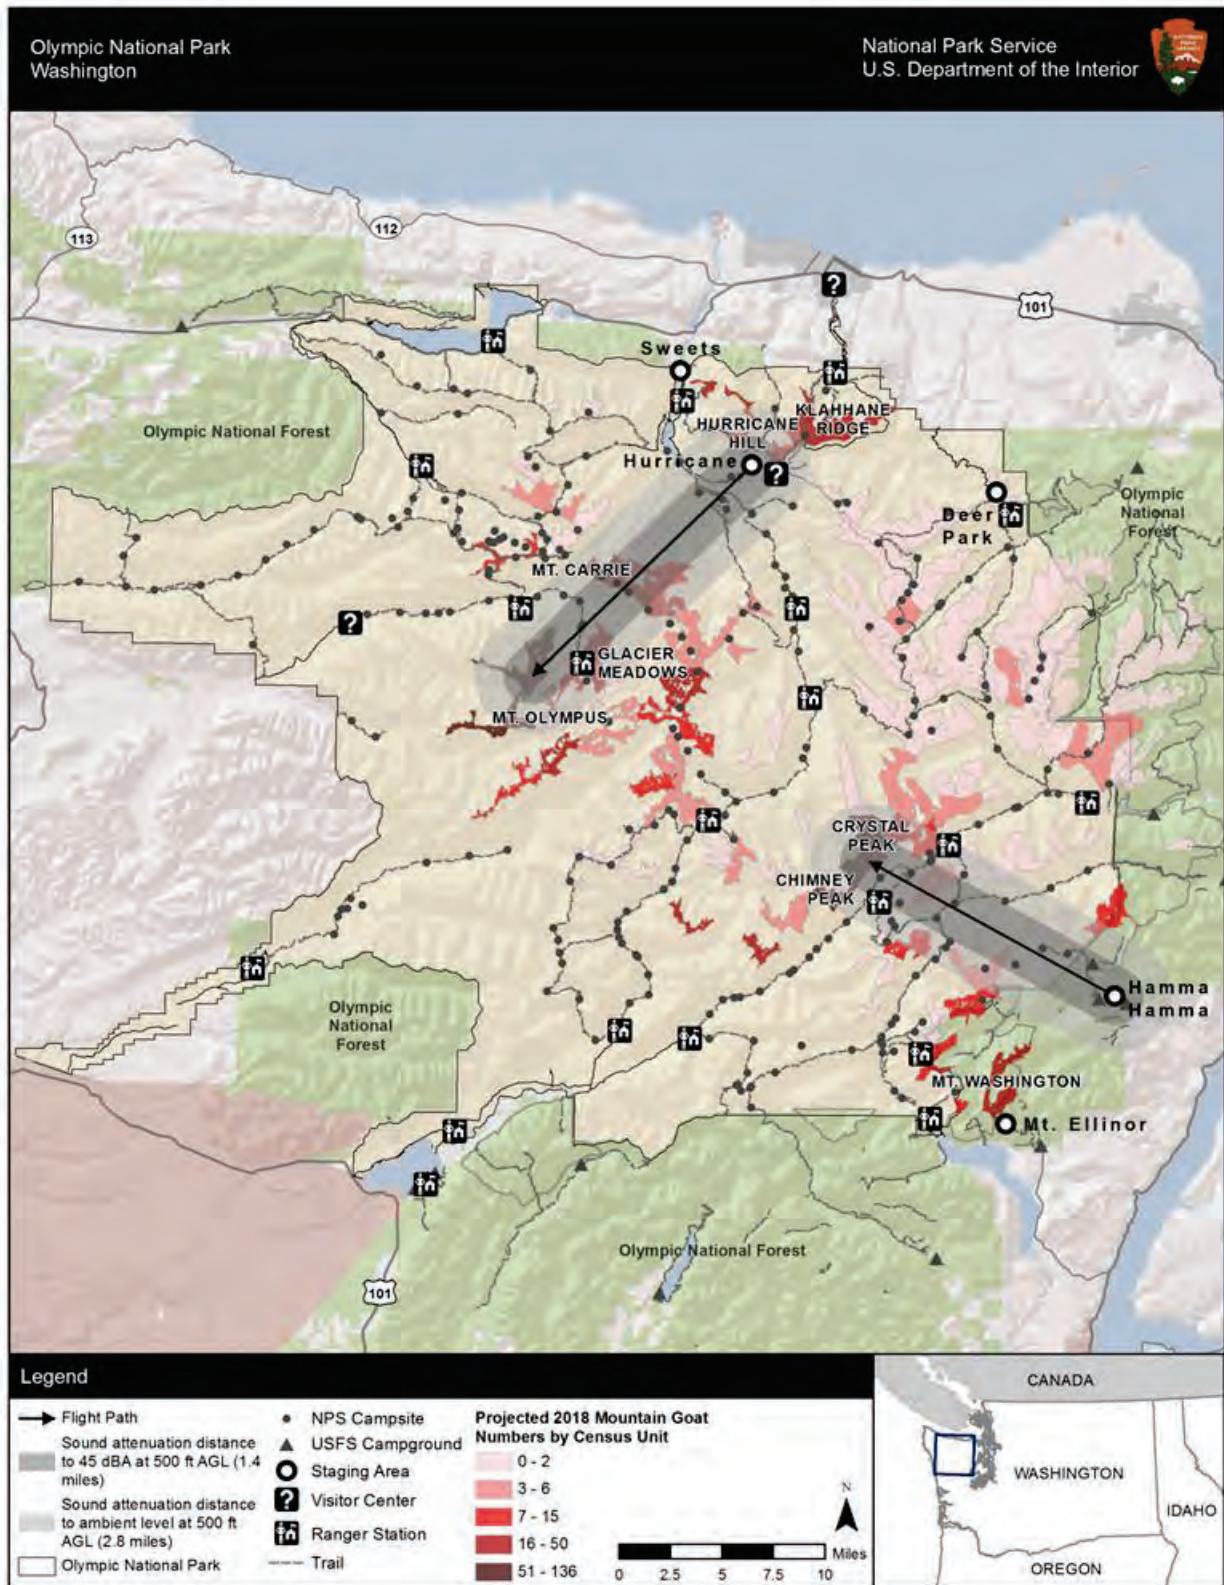 Olympic National Park
Washington
National Park Service
U.S. Department of the Interior
113
112
101
Sweets
KLAHHANE
RIDGE
HURRICANE
HILL
Hurricane
Olympic National Forest
Olympic
National
Forest
Deer
Park
MT. CARRIE
GLACIER
MEADOWS
MT. OLYMPUS
CRYSTAL
PEAK
CHIMNEY
PEAK
Hamma
Hamma
Olympic
National
Forest
MT. WASHINGTON
Mt. Ellinor
Olympic National Forest
101
Legend
Flight Path
Sound attenuation distance
to 45 dBA at 500 ft AGL (1.4
miles)
Sound attenuation distance
to ambient level at 500 ft
AGL (2.8 miles)
Olympic National Park
NPS Campsite
USFS Campground
Staging Area
Visitor Center
Ranger Station
Trail
Projected 2018 Mountain Goat
Numbers by Census Unit
0 - 2
3 - 6
7 - 15
16 - 50
51 - 136
N
Miles
0 2.5 5 7.5 10
CANADA
WASHINGTON
IDAHO
OREGON